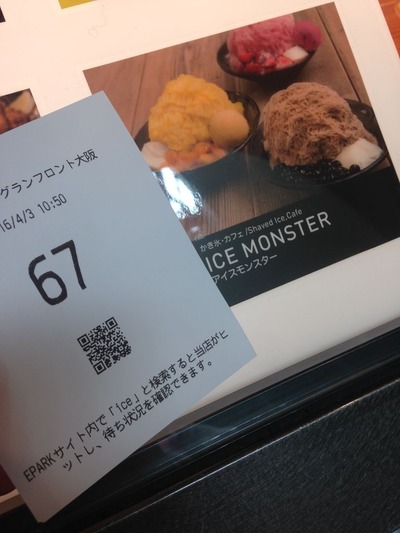 グランフロント大阪
16/4/3 10:50
67
EPARKサイト内で「ice」と検索すると当店がヒ
ットし、待ち状況を確認できます。
かき氷・カフェ/Shaved Ice.Cafe
ICE MONSTER
アイスモンスター